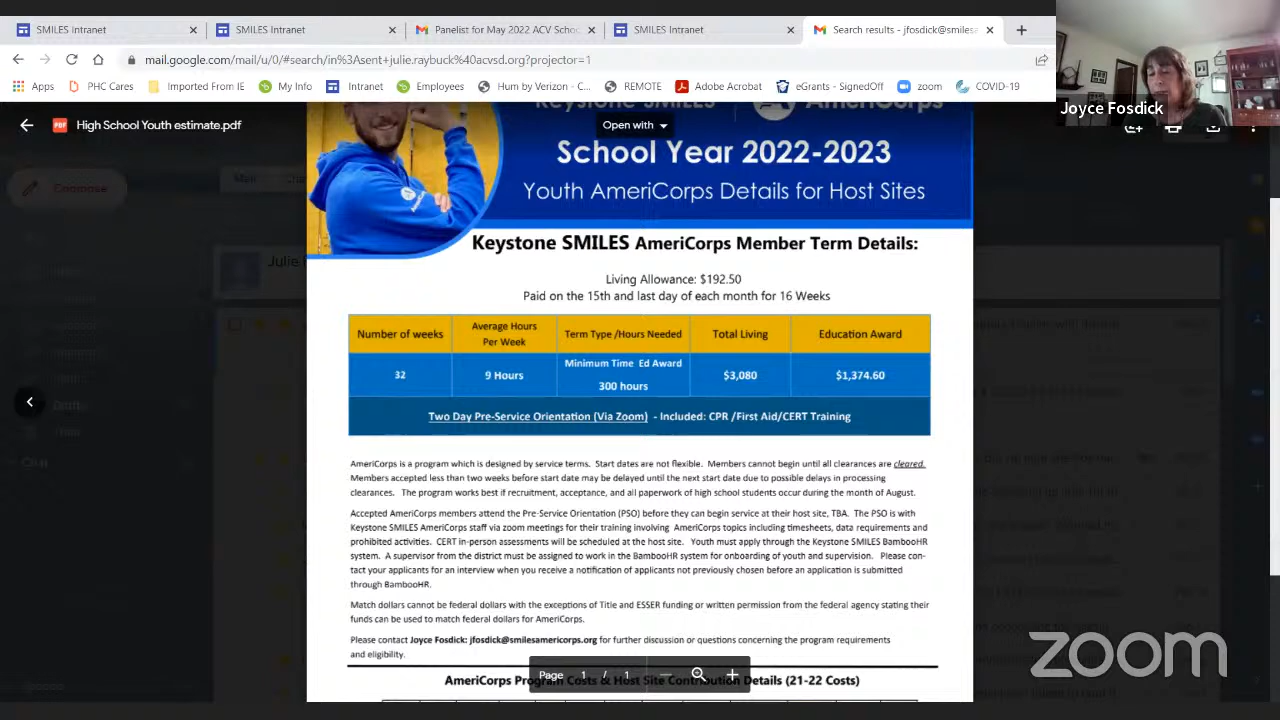 SMILES Intranet
SMILES Intranet
Panelist for May 2022 ACV Schoo
SMILES Intranet
Search results - jfosdick@smiles
mail.google.com/mail/u/0/#search/in%3Asent+julie.raybuck%40acvsd.org?projector=1
Apps PHC Cares Imported From IE My Info Intranet Employees Hum by Verizon - C... REMOTE Adobe Acrobat eGrants - SignedOff zoom COVID-19
Joyce Fosdick
Keystone SMILES AmeriCorps
High School Youth estimate.pdf
Open with
Compose
School Year 2022-2023
Youth AmeriCorps Details for Host Sites
Keystone SMILES AmeriCorps Member Term Details:
Living Allowance: $192.50
Paid on the 15th and last day of each month for 16 Weeks
Number of weeks
Average Hours
Per Week
Term Type /Hours Needed
Total Living
Education Award
32
9 Hours
Minimum Time Ed Award
300 hours
$3,080
$1,374.60
Two Day Pre-Service Orientation (Via Zoom) - Included: CPR /First Aid/CERT Training
AmeriCorps is a program which is designed by service terms. Start dates are not flexible. Members cannot begin until all clearances are cleared.
Members accepted less than two weeks before start date may be delayed until the next start date due to possible delays in processing
clearances. The program works best if recruitment, acceptance, and all paperwork of high school students occur during the month of August.
Accepted AmeriCorps members attend the Pre-Service Orientation (PSO) before they can begin service at their host site, TBA. The PSO is with
Keystone SMILES AmeriCorps staff via zoom meetings for their training involving AmeriCorps topics including timesheets, data requirements and
prohibited activities. CERT in-person assessments will be scheduled at the host site. Youth must apply through the Keystone SMILES BambooHR
system. A supervisor from the district must be assigned to work in the BambooHR system for onboarding of youth and supervision. Please con-
tact your applicants for an interview when you receive a notification of applicants not previously chosen before an application is submitted
through BambooHR.
Match dollars cannot be federal dollars with the exceptions of Title and ESSER funding or written permission from the federal agency stating their
funds can be used to match federal dollars for AmeriCorps.
Please contact Joyce Fosdick: jfosdick@smilesamericorps.org for further discussion or questions concerning the program requirements
and eligibility.
AmeriCorps Program Costs & Host Site Contribution Details (21-22 Costs)
Page 1 / 1
zoom